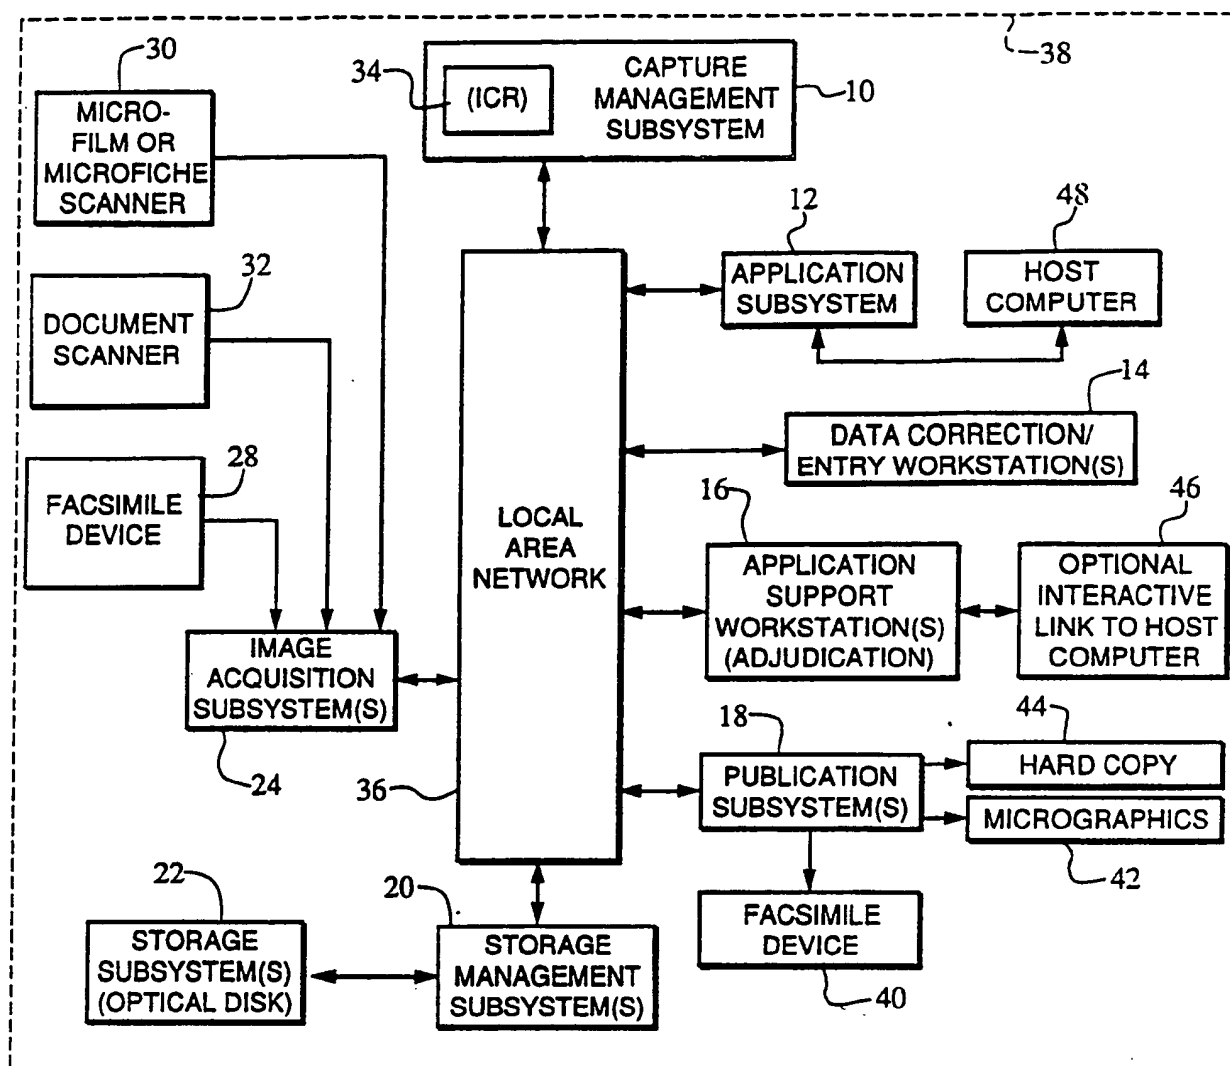 38
30
MICRO-
FILM OR
MICROFICHE
SCANNER
34
(ICR)
CAPTURE
MANAGEMENT
SUBSYSTEM
10
32
DOCUMENT
SCANNER
28
FACSIMILE
DEVICE
12
APPLICATION
SUBSYSTEM
48
HOST
COMPUTER
14
DATA CORRECTION/
ENTRY WORKSTATION(S)
LOCAL
AREA
NETWORK
36
16
APPLICATION
SUPPORT
WORKSTATION(S)
(ADJUDICATION)
46
OPTIONAL
INTERACTIVE
LINK TO HOST
COMPUTER
IMAGE
ACQUISITION
SUBSYSTEM(S)
24
18
PUBLICATION
SUBSYSTEM(S)
44
HARD COPY
MICROGRAPHICS
42
FACSIMILE
DEVICE
40
22
STORAGE
SUBSYSTEM(S)
(OPTICAL DISK)
20
STORAGE
MANAGEMENT
SUBSYSTEM(S)